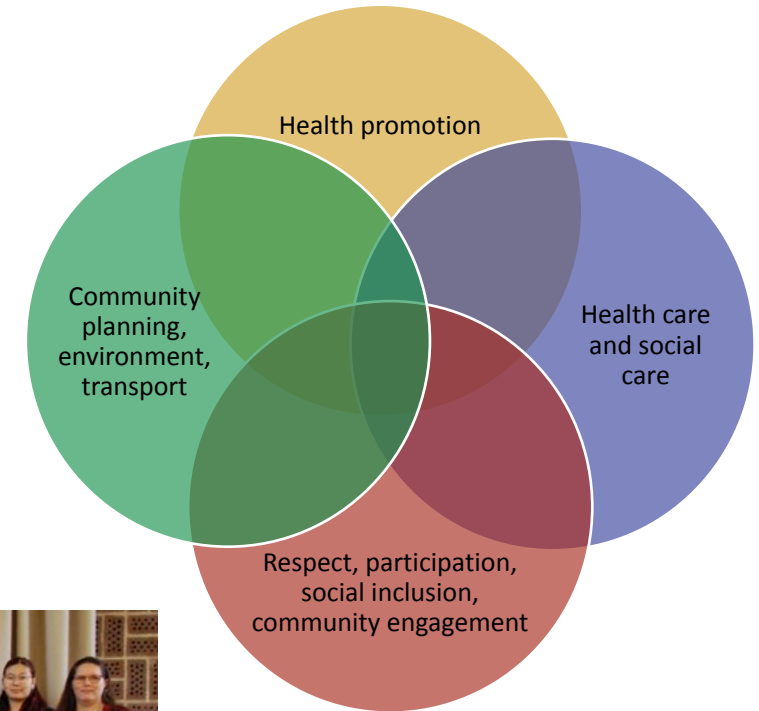 Health promotion
Community
planning,
environment,
transport
Health care
and social
care
Respect, participation,
social inclusion,
community engagement